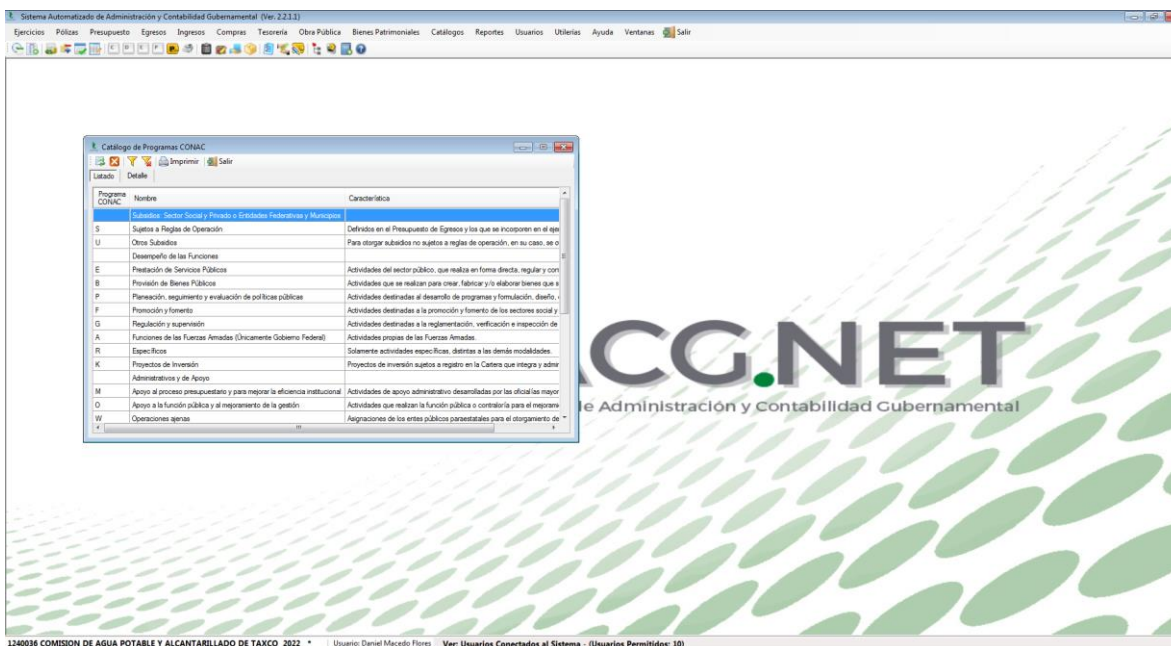 Sistema Automatizado de Administración y Contabilidad Gubernamental (Ver. 2.2.1.1)
Ejercicios Pólizas Presupuesto Egresos Ingresos Compras Tesorería Obra Pública Bienes Patrimoniales Catálogos Reportes Usuarios Utilerías Ayuda Ventanas Salir
Catálogo de Programas CONAC
Imprimir Salir
Listado Detalle
Programa CONAC Nombre Característica
Subsidios: Sector Social y Privado o Entidades Federativas y Municipios
S Sujetos a Reglas de Operación Definidos en el Presupuesto de Egresos y los que se incorporen en el ejer
U Otros Subsidios Para otorgar subsidios no sujetos a reglas de operación, en su caso, se o
Desempeño de las Funciones
E Prestación de Servicios Públicos Actividades del sector público, que realiza en forma directa, regular y con
B Provisión de Bienes Públicos Actividades que se realizan para crear, fabricar y/o elaborar bienes que s
P Planeación, seguimiento y evaluación de políticas públicas Actividades destinadas al desarrollo de programas y formulación, diseño,
F Promoción y fomento Actividades destinadas a la promoción y fomento de los sectores social y
G Regulación y supervisión Actividades destinadas a la reglamentación, verificación e inspección de
A Funciones de las Fuerzas Armadas (Únicamente Gobierno Federal) Actividades propias de las Fuerzas Armadas.
R Específicos Solamente actividades específicas, distintas a las demás modalidades.
K Proyectos de Inversión Proyectos de inversión sujetos a registro en la Cartera que integra y admir
Administrativos y de Apoyo
M Apoyo al proceso presupuestario y para mejorar la eficiencia institucional Actividades de apoyo administrativo desarrolladas por las oficialías mayor
O Apoyo a la función pública y al mejoramiento de la gestión Actividades que realizan la función pública o contraloría para el mejorami
W Operaciones ajenas Asignaciones de los entes públicos paraestatales para el otorgamiento de
CG.NET
de Administración y Contabilidad Gubernamental
1240036 COMISION DE AGUA POTABLE Y ALCANTARILLADO DE TAXCO 2022 * Usuario: Daniel Macedo Flores Ver: Usuarios Conectados al Sistema - (Usuarios Permitidos: 10)